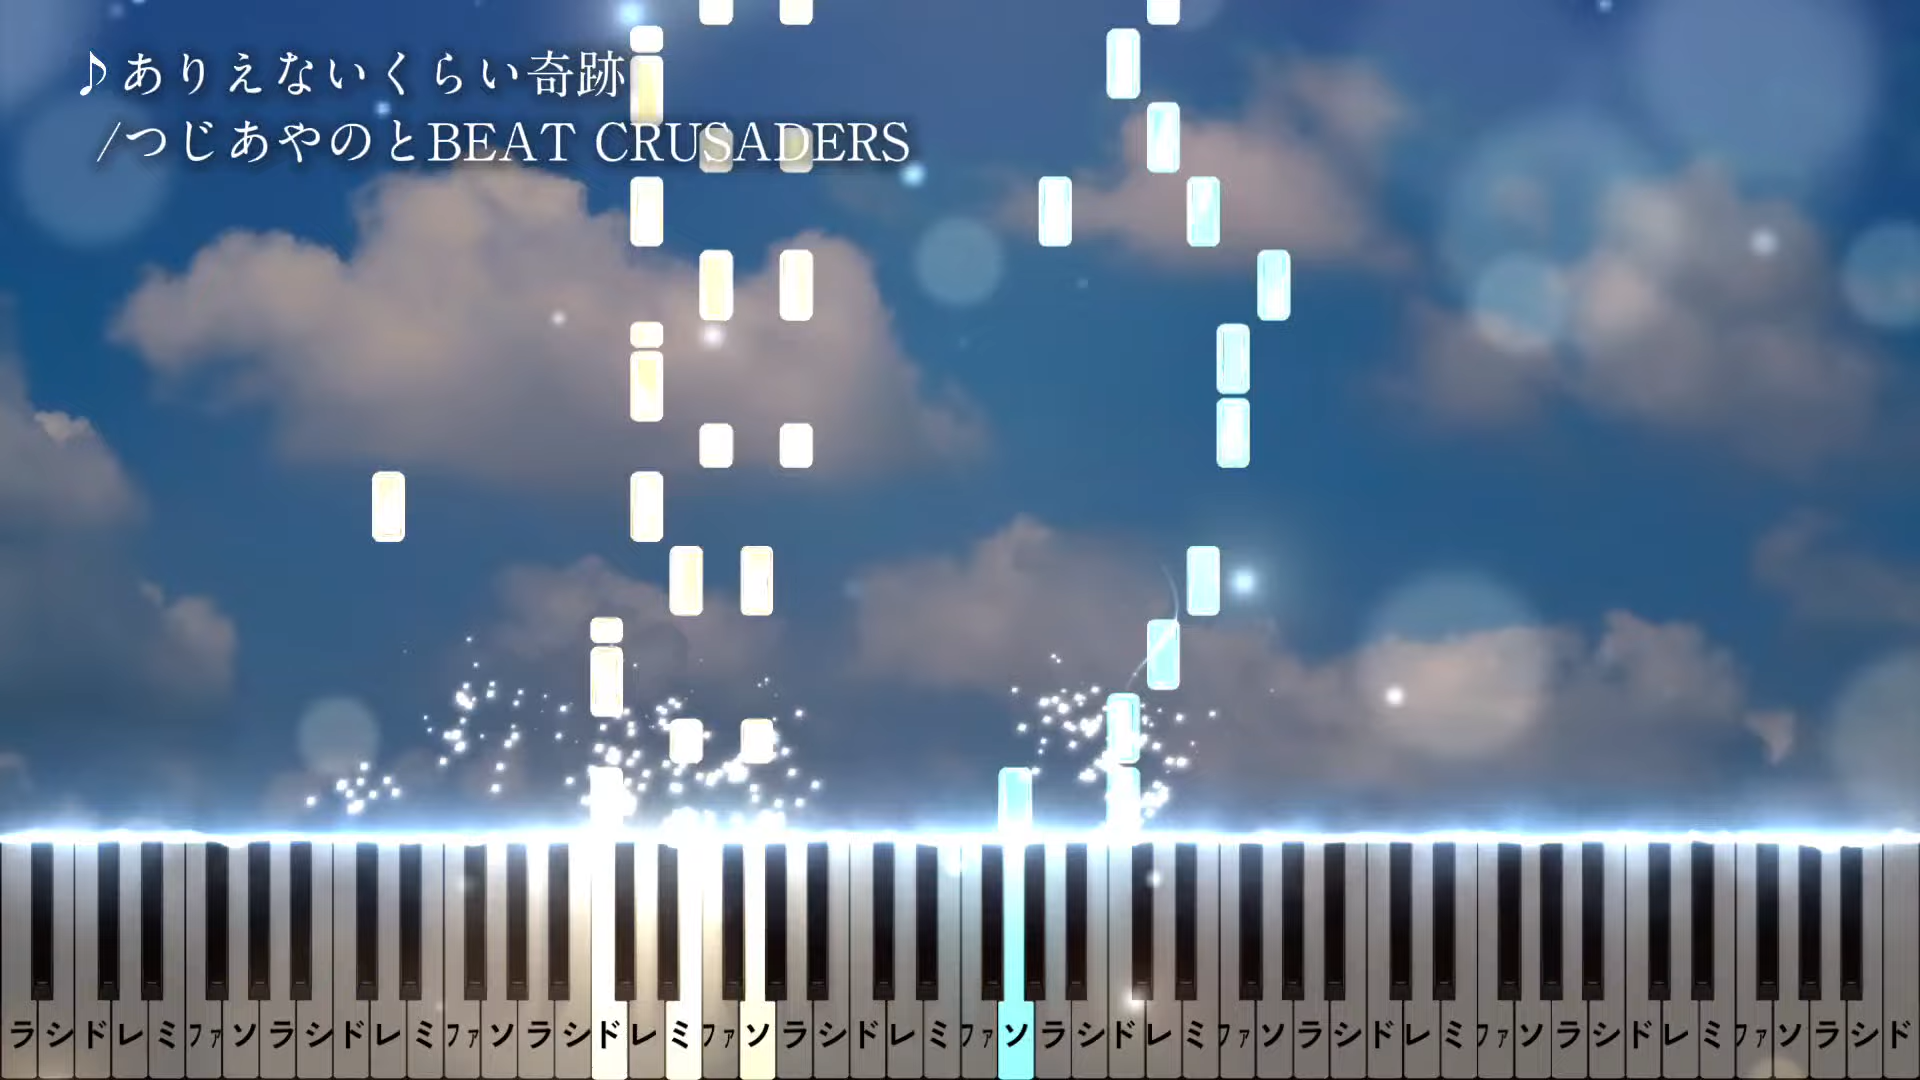 ♪ありえないくらい奇跡
/つじあやのとBEAT CRUSADERS
ラシドレミファソラシドレミファソラシドレミファソラシドレミファソラシドレミファソラシドレミファソラシドレミファソラシド